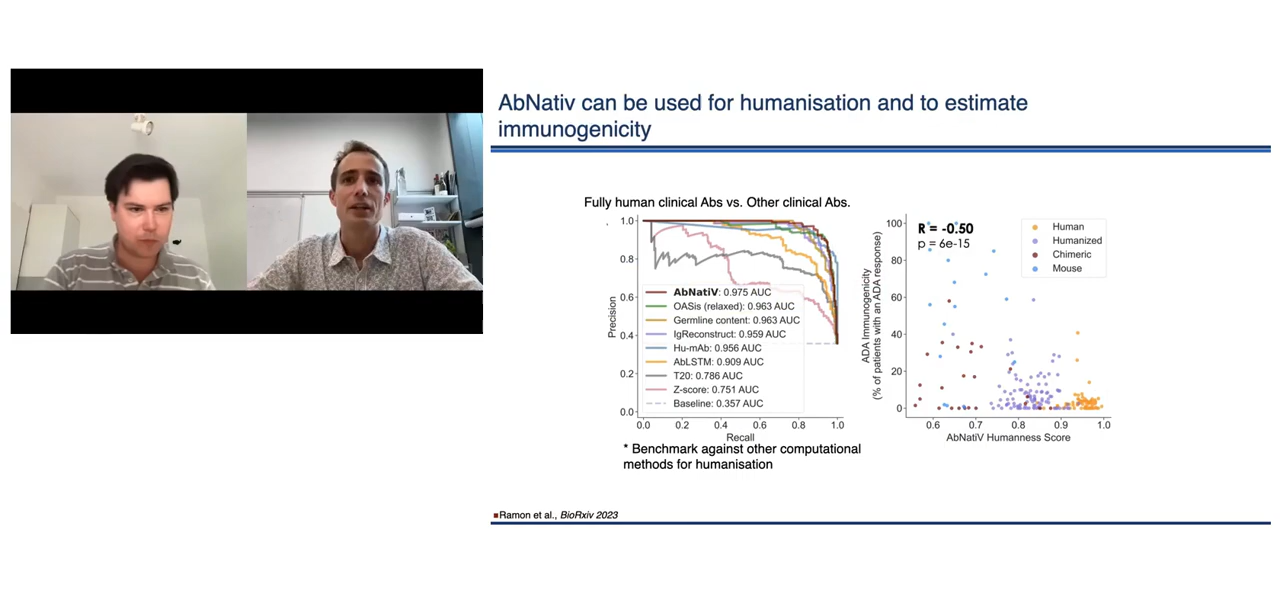 AbNativ can be used for humanisation and to estimate
immunogenicity
Fully human clinical Abs vs. Other clinical Abs.
1.0
0.8
0.6
0.4
0.2
0.0
Precision
AbNatiV: 0.975 AUC
OASis (relaxed): 0.963 AUC
Germline content: 0.963 AUC
IgReconstruct: 0.959 AUC
Hu-mAb: 0.956 AUC
AbLSTM: 0.909 AUC
T20: 0.786 AUC
Z-score: 0.751 AUC
Baseline: 0.357 AUC
0.0 0.2 0.4 0.6 0.8 1.0
Recall
* Benchmark against other computational
methods for humanisation
R = -0.50
p = 6e-15
Human
Humanized
Chimeric
Mouse
100
80
60
40
20
0
ADA Immunogenicity
(% of patients with an ADA response)
0.6 0.7 0.8 0.9 1.0
AbNatiV Humanness Score
Ramon et al., BioRxiv 2023